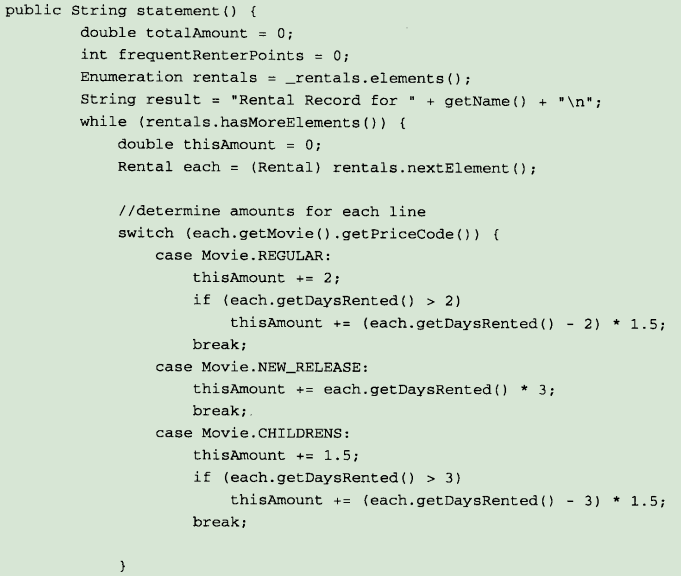 public String statement() {
double totalAmount = 0;
int frequentRenterPoints = 0;
Enumeration rentals = _rentals.elements();
String result = "Rental Record for " + getName() + "\n";
while (rentals.hasMoreElements()) {
double thisAmount = 0;
Rental each = (Rental) rentals.nextElement();
//determine amounts for each line
switch (each.getMovie().getPriceCode()) {
case Movie.REGULAR:
thisAmount += 2;
if (each.getDaysRented() > 2)
thisAmount += (each.getDaysRented() - 2) * 1.5;
break;
case Movie.NEW_RELEASE:
thisAmount += each.getDaysRented() * 3;
break;
case Movie.CHILDRENS:
thisAmount += 1.5;
if (each.getDaysRented() > 3)
thisAmount += (each.getDaysRented() - 3) * 1.5;
break;
}